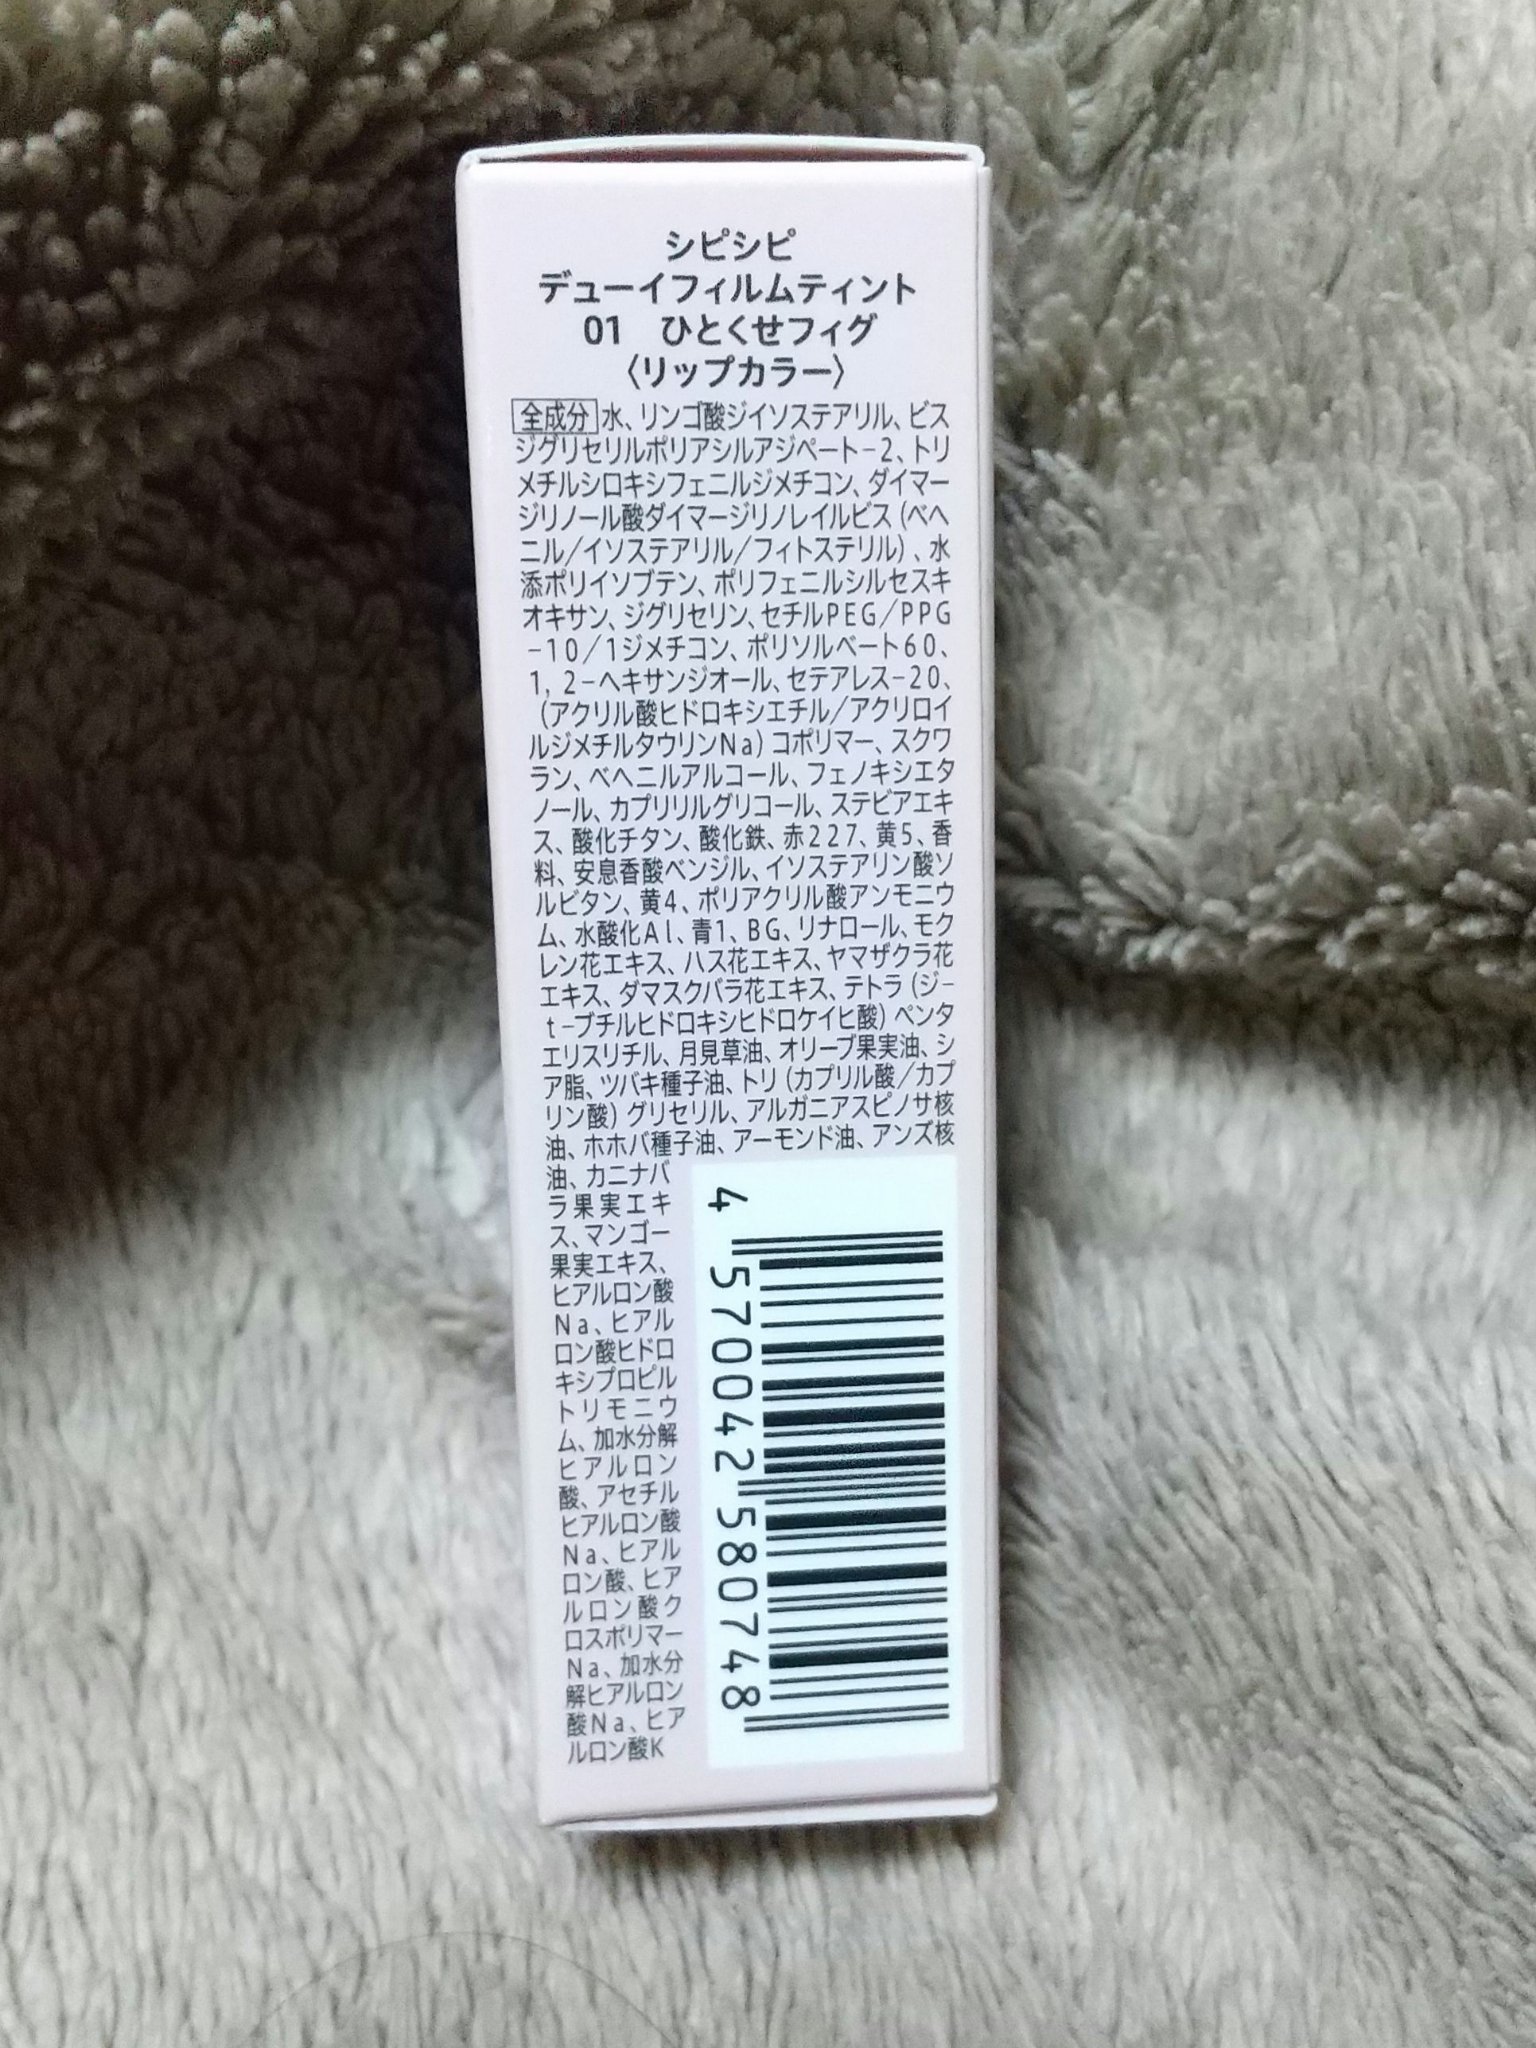 シピシピ
デューイフィルムティント
01　ひとくせフィグ
〈リップカラー〉
全成分 水、リンゴ酸ジイソステアリル、ビス
ジグリセリルポリアシルアジペート-2、トリ
メチルシロキシフェニルジメチコン、ダイマー
ジリノール酸ダイマージリノレイルビス(ベヘ
ニル/イソステアリル/フィトステリル)、水
添ポリイソブテン、ポリフェニルシルセスキ
オキサン、ジグリセリン、セチルPEG/PPG
-10/1ジメチコン、ポリソルベート60、
1,2-ヘキサンジオール、セテアレス-20、
(アクリル酸ヒドロキシエチル/アクリロイ
ルジメチルタウリンNa)コポリマー、スクワ
ラン、ベヘニルアルコール、フェノキシエタ
ノール、カプリリルグリコール、ステビアエキ
ス、酸化チタン、酸化鉄、赤227、黄5、香
料、安息香酸ベンジル、イソステアリン酸ソ
ルビタン、黄4、ポリアクリル酸アンモニウ
ム、水酸化Al、青1、BG、リナロール、モク
レン花エキス、ハス花エキス、ヤマザクラ花
エキス、ダマスクバラ花エキス、テトラ(ジ-
t-ブチルヒドロキシヒドロケイヒ酸)ペンタ
エリスリチル、月見草油、オリーブ果実油、シ
ア脂、ツバキ種子油、トリ(カプリル酸/カプ
リン酸)グリセリル、アルガニアスピノサ核
油、ホホバ種子油、アーモンド油、アンズ核
油、カニナバ
ラ果実エキ
ス、マンゴー
果実エキス、
ヒアルロン酸
Na、ヒアル
ロン酸ヒドロ
キシプロピル
トリモニウ
ム、加水分解
ヒアルロン
酸、アセチル
ヒアルロン酸
Na、ヒアル
ロン酸、ヒア
ルロン酸ク
ロスポリマー
Na、加水分
解ヒアルロン
酸Na、ヒア
ルロン酸K
4 570042 580748